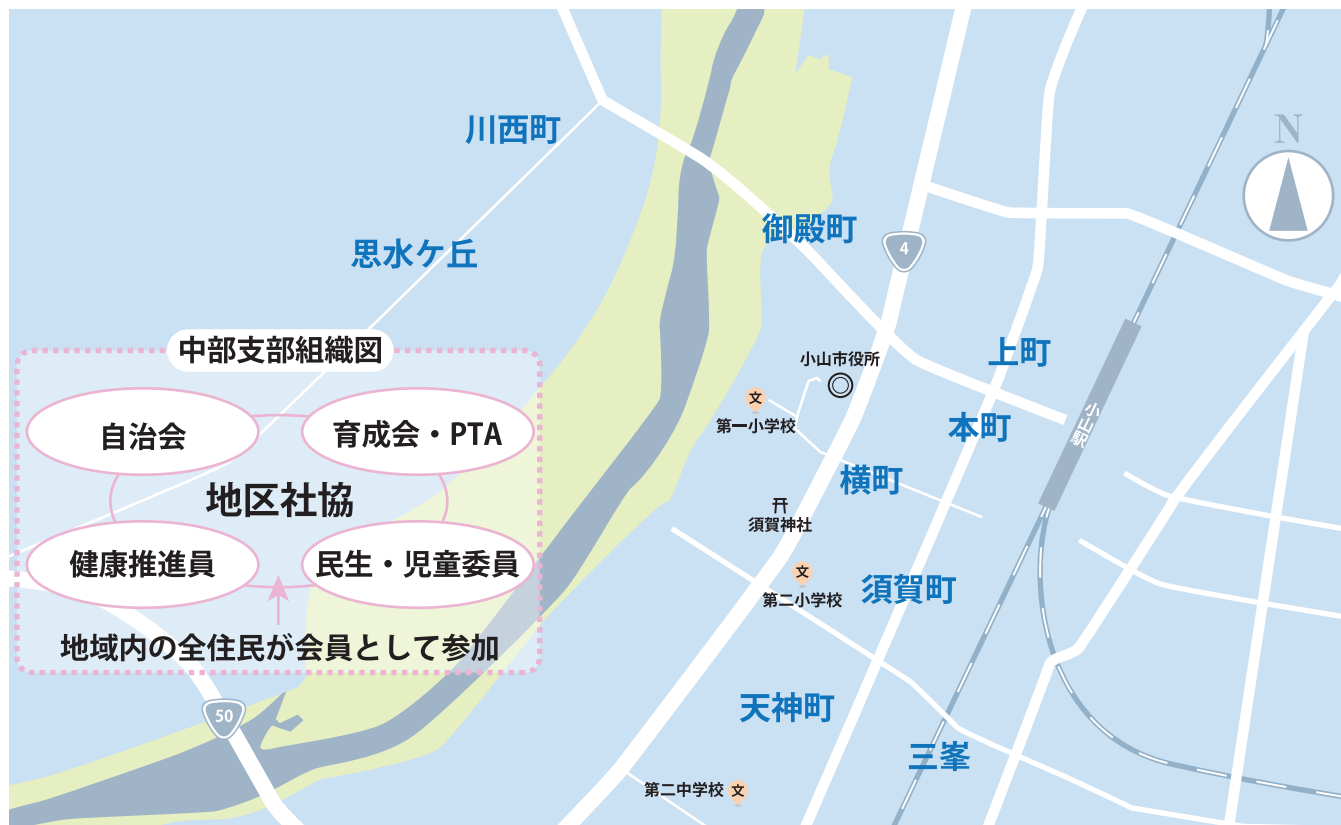 川西町
N
思水ケ丘
御殿町
4
中部支部組織図
自治会
育成会・PTA
地区社協
健康推進員
民生・児童委員
地域内の全住民が会員として参加
上町
小山市役所
文
第一小学校
本町
小山駅
横町
須賀神社
文
第二小学校
須賀町
天神町
50
三峯
第二中学校
文